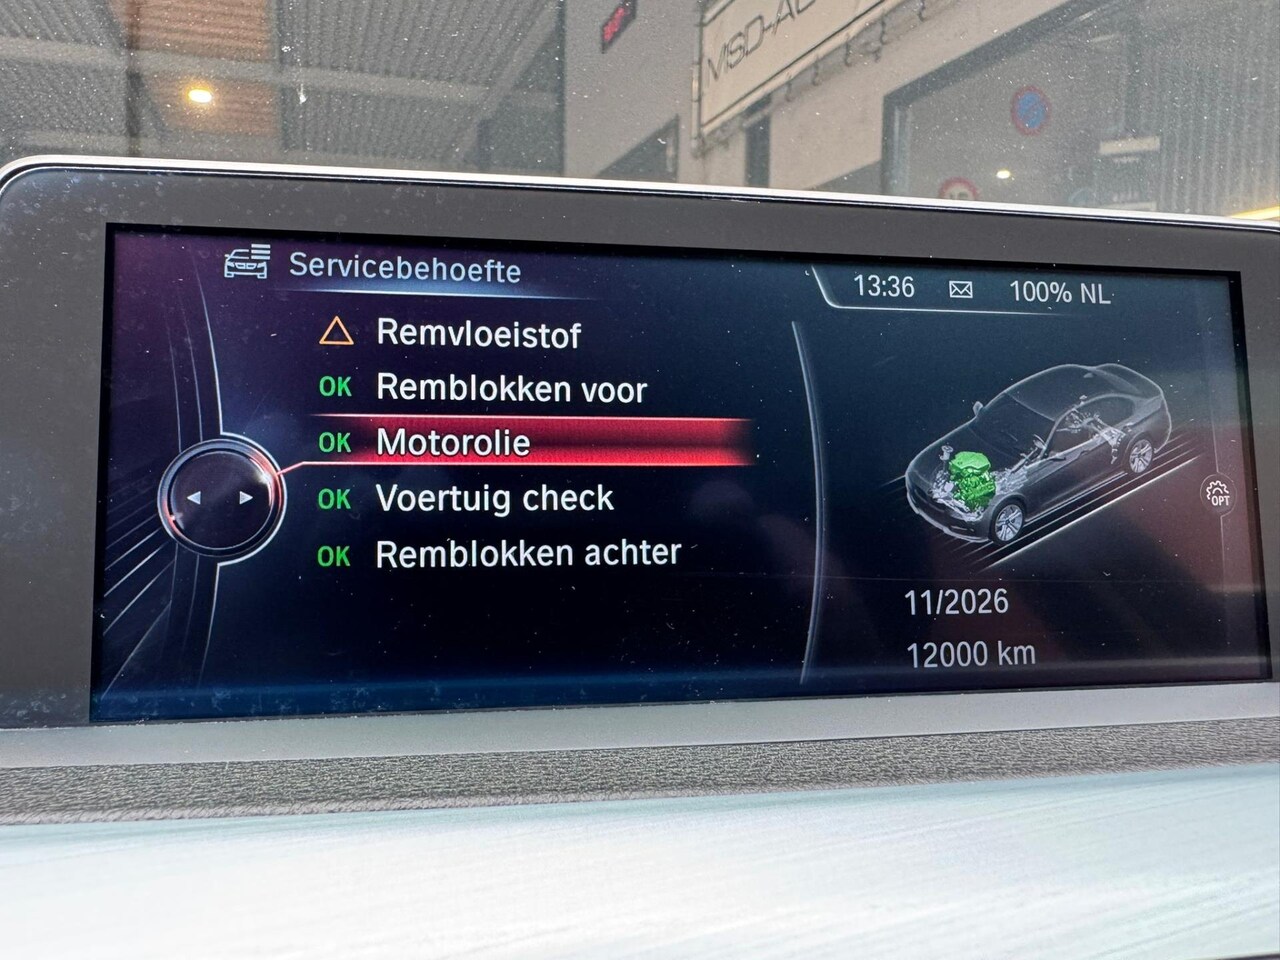 Servicebehoefte
13:36 100% NL
Remvloeistof
OK Remblokken voor
OK Motorolie
OK Voertuig check
OK Remblokken achter
OPT
11/2026
12000 km